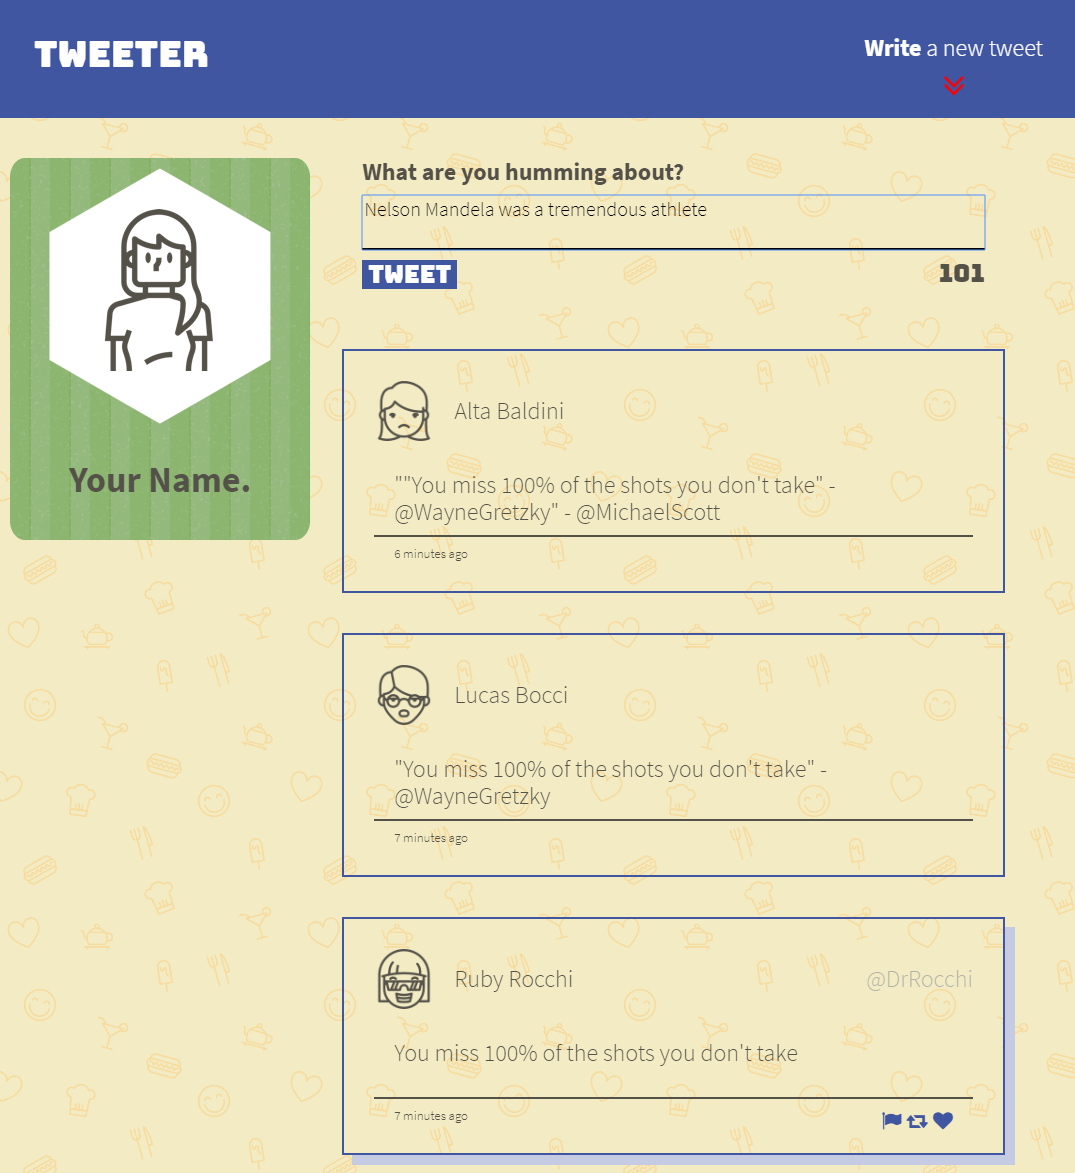 TWEETER
Write a new tweet
What are you humming about?
Nelson Mandela was a tremendous athlete
TWEET
101
Your Name.
Alta Baldini
""You miss 100% of the shots you don't take" -
@WayneGretzky" - @MichaelScott
6 minutes ago
Lucas Bocci
"You miss 100% of the shots you don't take" -
@WayneGretzky
7 minutes ago
Ruby Rocchi
@DrRocchi
You miss 100% of the shots you don't take
7 minutes ago